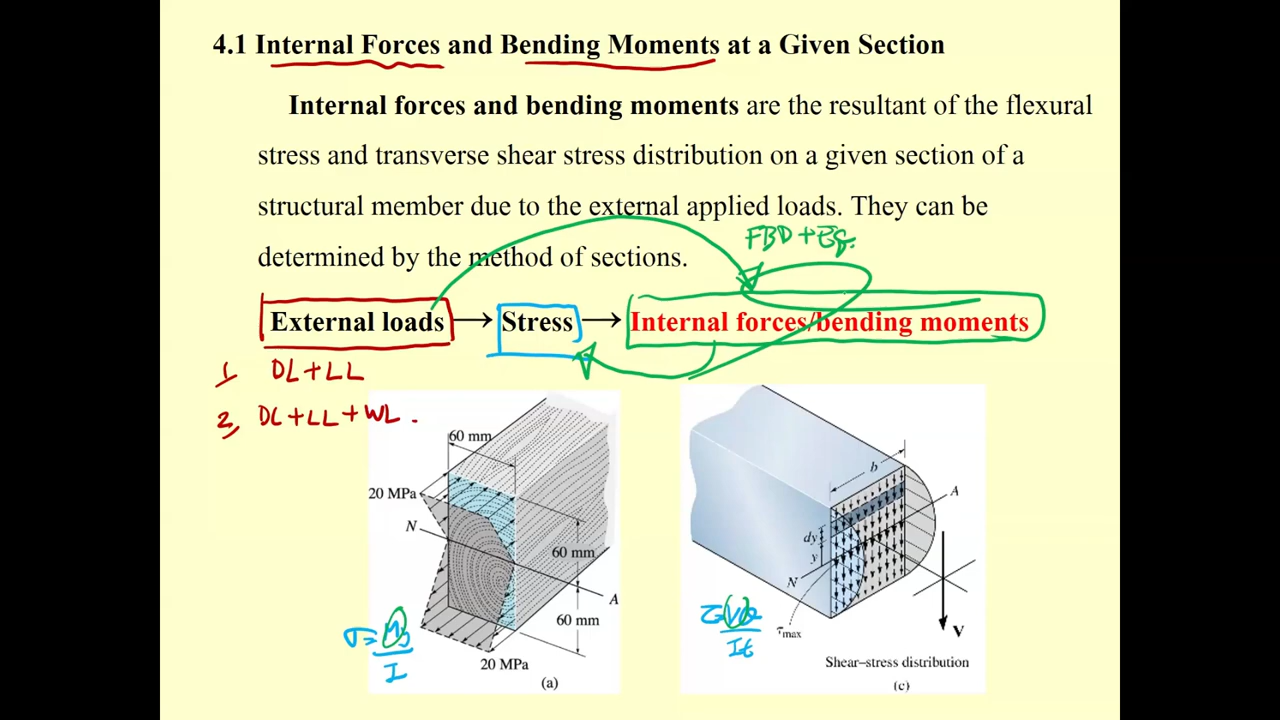 4.1 Internal Forces and Bending Moments at a Given Section
Internal forces and bending moments are the resultant of the flexural
stress and transverse shear stress distribution on a given section of a
structural member due to the external applied loads. They can be
determined by the method of sections.
FBD + Eq.
External loads → Stress → Internal forces/bending moments
1, DL+LL
2, DL+LL+WL.
60 mm
20 MPa
N
60 mm
A
60 mm
20 MPa
(a)
σ=My
I
b
A
dy
y
N
τmax
V
τ=VQ
It
Shear–stress distribution
(c)